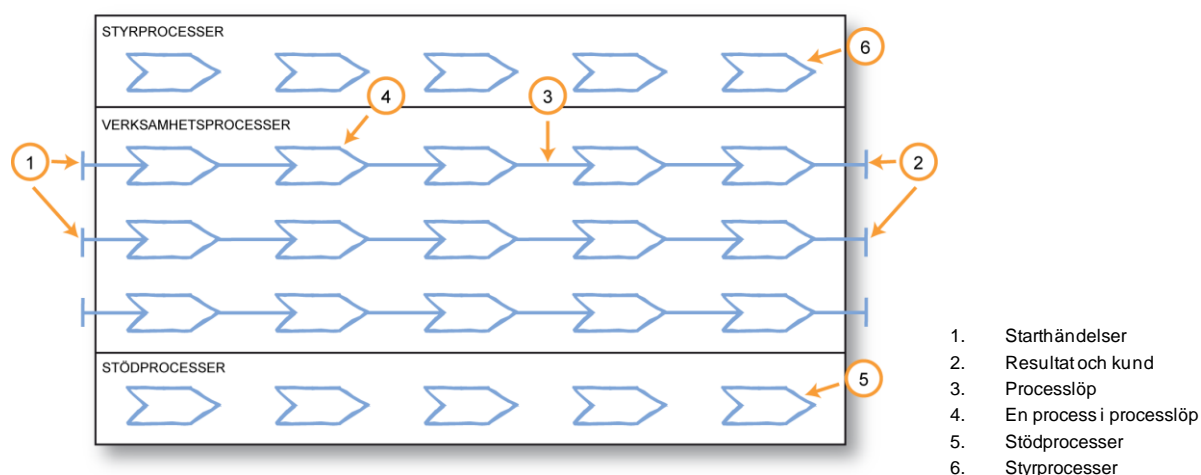 STYRPROCESSER
6
4
3
VERKSAMHETSPROCESSER
1
2
STÖDPROCESSER
5
1. Starthändelser
2. Resultat och kund
3. Processlöp
4. En process i processlöp
5. Stödprocesser
6. Styrprocesser